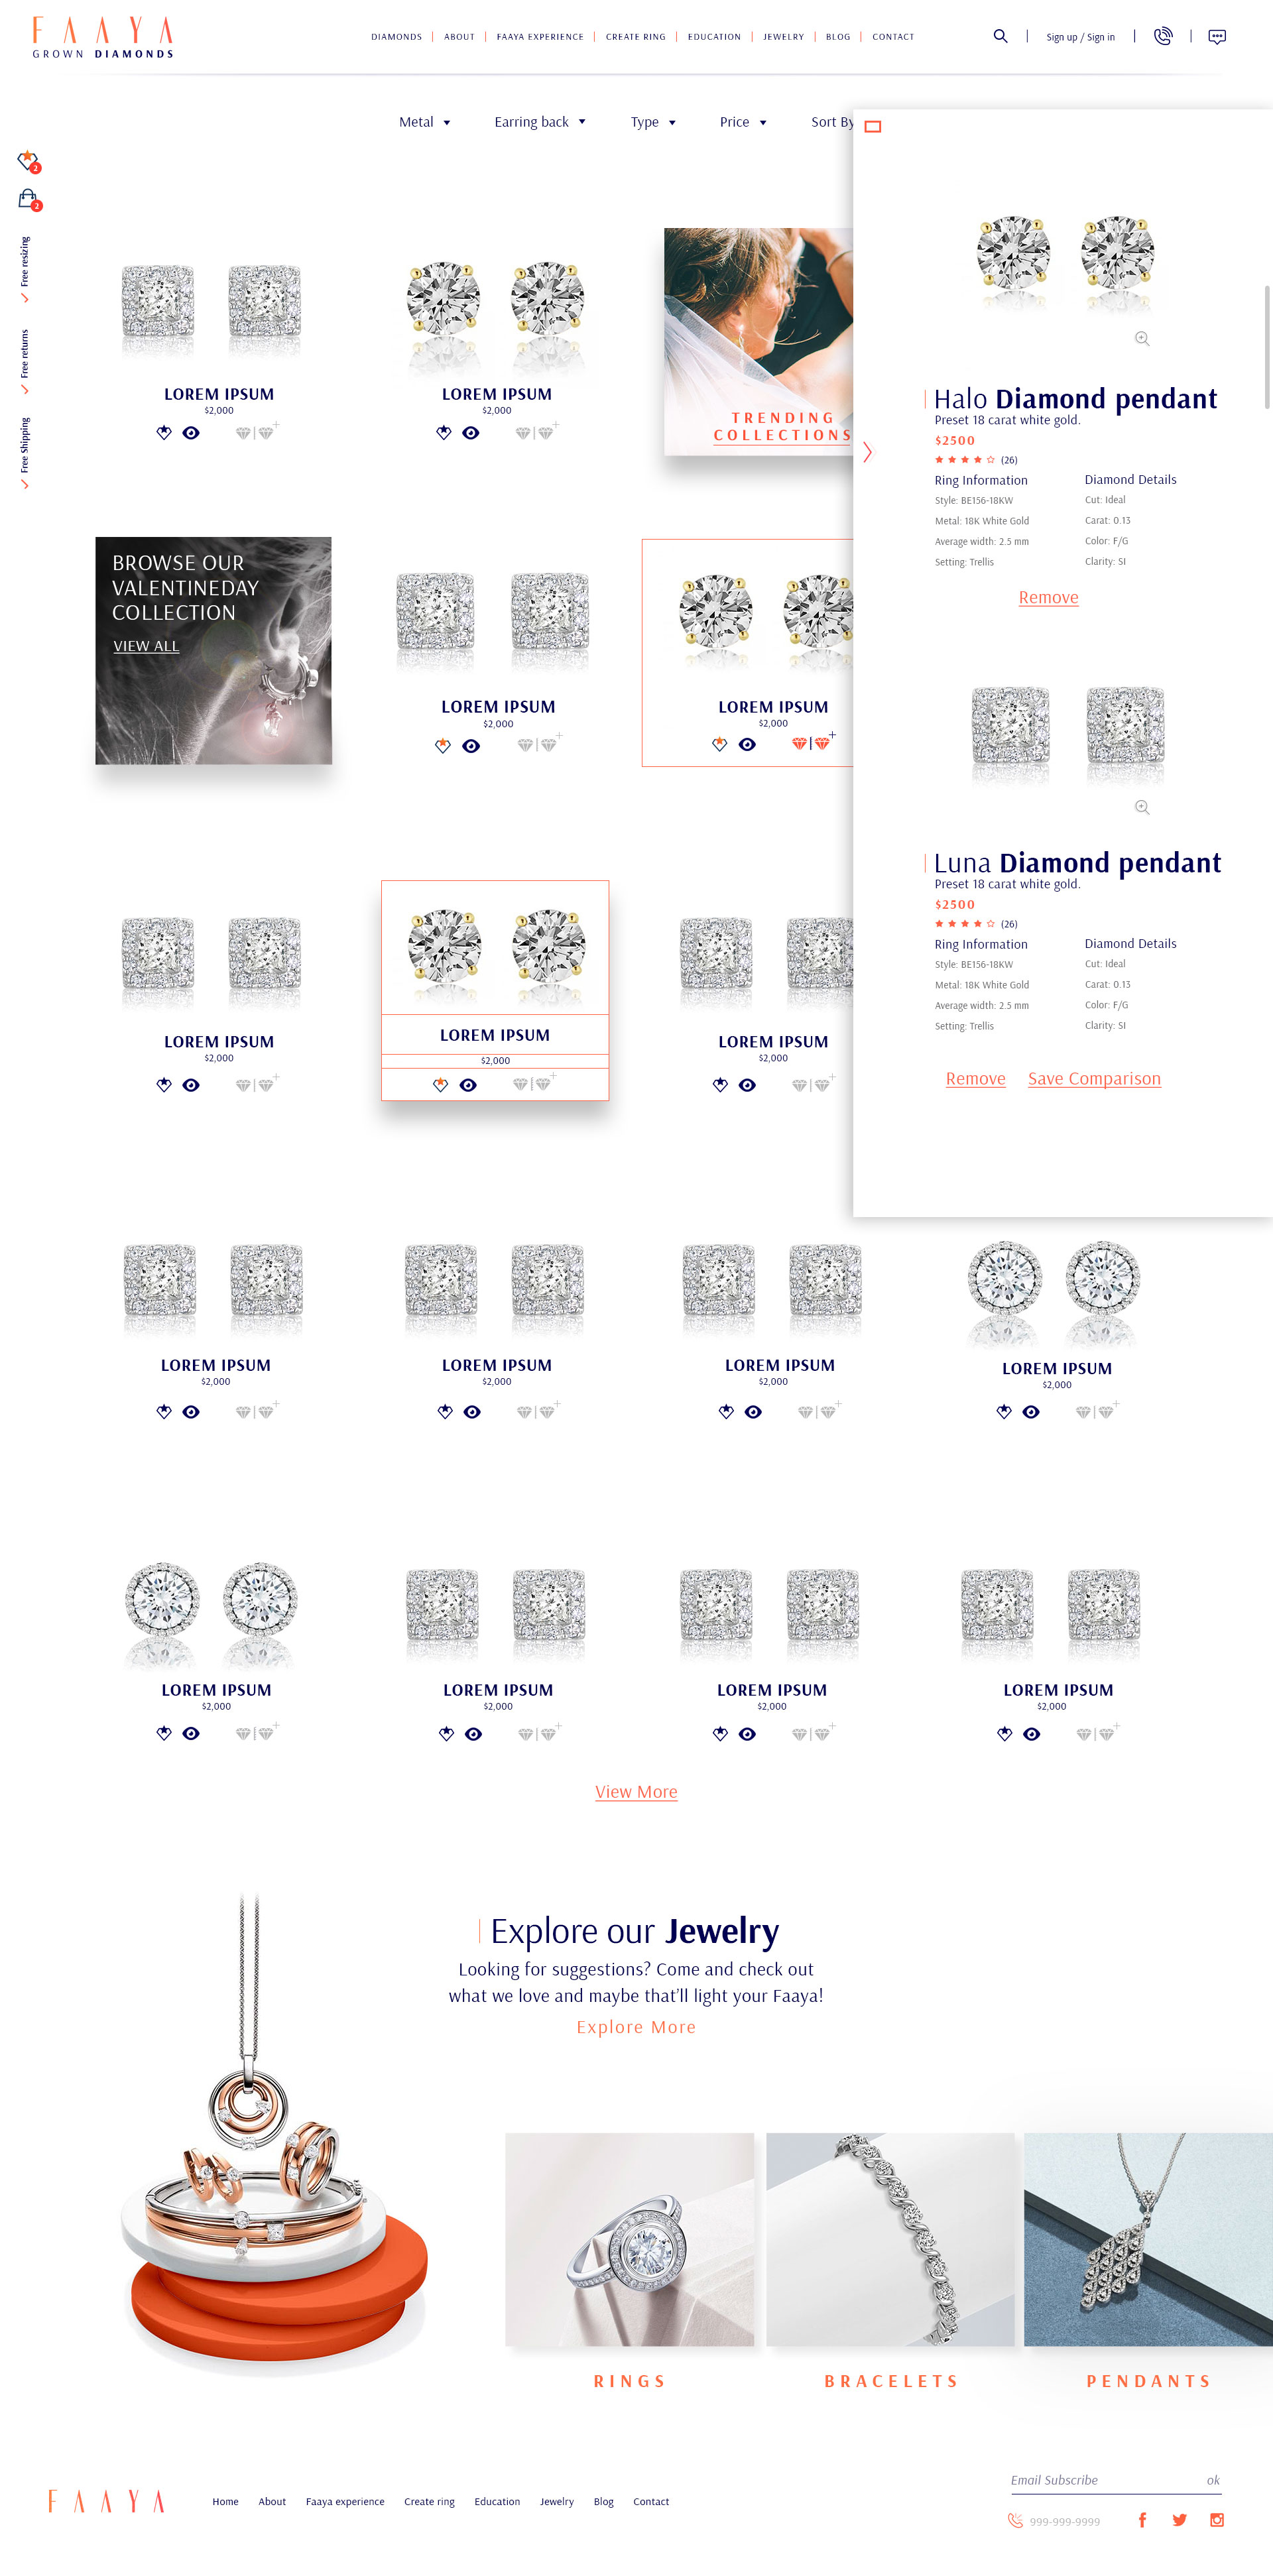 FAAYA
GROWN DIAMONDS
DIAMONDS
ABOUT
FAAYA EXPERIENCE
CREATE RING
EDUCATION
JEWELRY
BLOG
CONTACT
Sign up / Sign in
Metal
Earring back
Type
Price
Sort By
2
2
Free resizing
Free returns
Free Shipping
LOREM IPSUM
$2,000
LOREM IPSUM
$2,000
TRENDING
COLLECTIONS
BROWSE OUR
VALENTINEDAY
COLLECTION
VIEW ALL
LOREM IPSUM
$2,000
LOREM IPSUM
$2,000
LOREM IPSUM
$2,000
LOREM IPSUM
$2,000
LOREM IPSUM
$2,000
Halo Diamond pendant
Preset 18 carat white gold.
$2500
(26)
Ring Information
Style: BE156-18KW
Metal: 18K White Gold
Average width: 2.5 mm
Setting: Trellis
Diamond Details
Cut: Ideal
Carat: 0.13
Color: F/G
Clarity: SI
Remove
Luna Diamond pendant
Preset 18 carat white gold.
$2500
(26)
Ring Information
Style: BE156-18KW
Metal: 18K White Gold
Average width: 2.5 mm
Setting: Trellis
Diamond Details
Cut: Ideal
Carat: 0.13
Color: F/G
Clarity: SI
Remove
Save Comparison
LOREM IPSUM
$2,000
LOREM IPSUM
$2,000
LOREM IPSUM
$2,000
LOREM IPSUM
$2,000
LOREM IPSUM
$2,000
LOREM IPSUM
$2,000
LOREM IPSUM
$2,000
LOREM IPSUM
$2,000
View More
Explore our Jewelry
Looking for suggestions? Come and check out
what we love and maybe that'll light your Faaya!
Explore More
RINGS
BRACELETS
PENDANTS
FAAYA
Home
About
Faaya experience
Create ring
Education
Jewelry
Blog
Contact
Email Subscribe
ok
999-999-9999